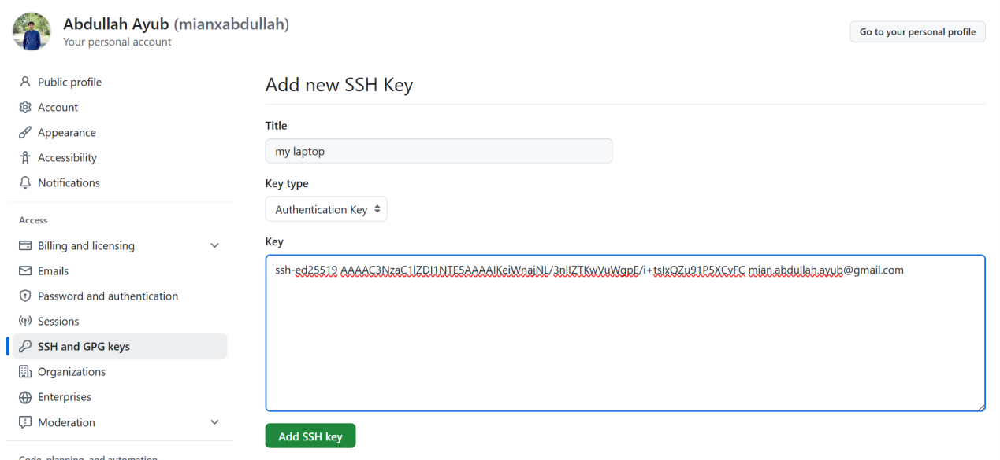 Abdullah Ayub (mianxabdullah)
Your personal account
Go to your personal profile
Public profile
Account
Appearance
Accessibility
Notifications
Access
Billing and licensing
Emails
Password and authentication
Sessions
SSH and GPG keys
Organizations
Enterprises
Moderation
Code, planning, and automation
Add new SSH Key
Title
my laptop
Key type
Authentication Key
Key
ssh-ed25519 AAAAC3NzaC1lZDI1NTE5AAAAIKeiWnajNL/3nlIZTKwVuWgpE/i+tsIxQZu91P5XCvFC mian.abdullah.ayub@gmail.com
Add SSH key